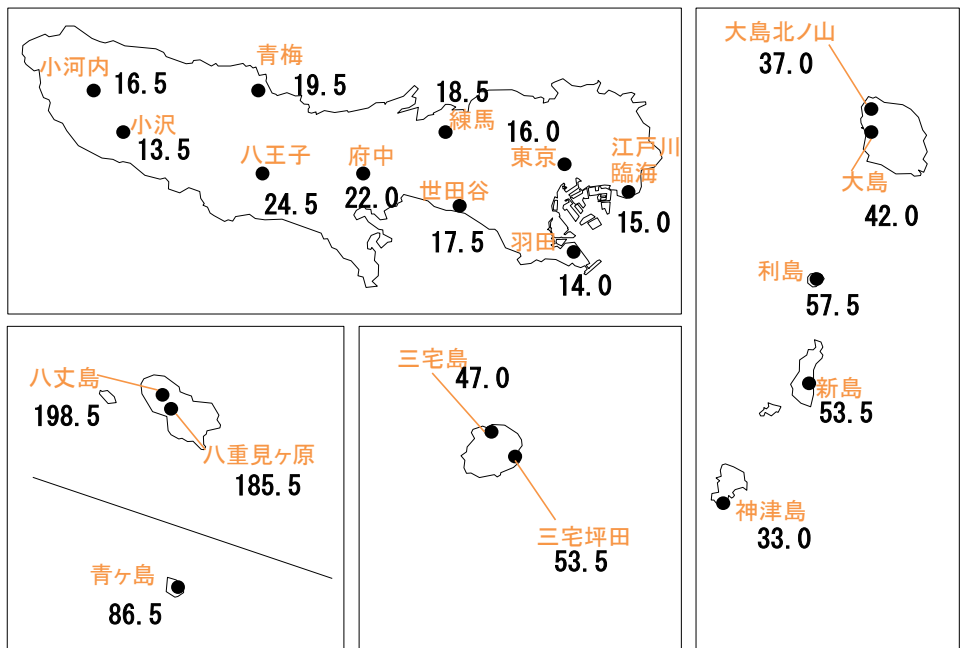 小河内
16.5
青梅
19.5
小沢
13.5
八王子
24.5
府中
22.0
18.5
練馬
世田谷
17.5
16.0
東京
江戸川
臨海
15.0
羽田
14.0
大島北ノ山
37.0
大島
42.0
利島
57.5
新島
53.5
神津島
33.0
八丈島
198.5
八重見ヶ原
185.5
青ヶ島
86.5
三宅島
47.0
三宅坪田
53.5